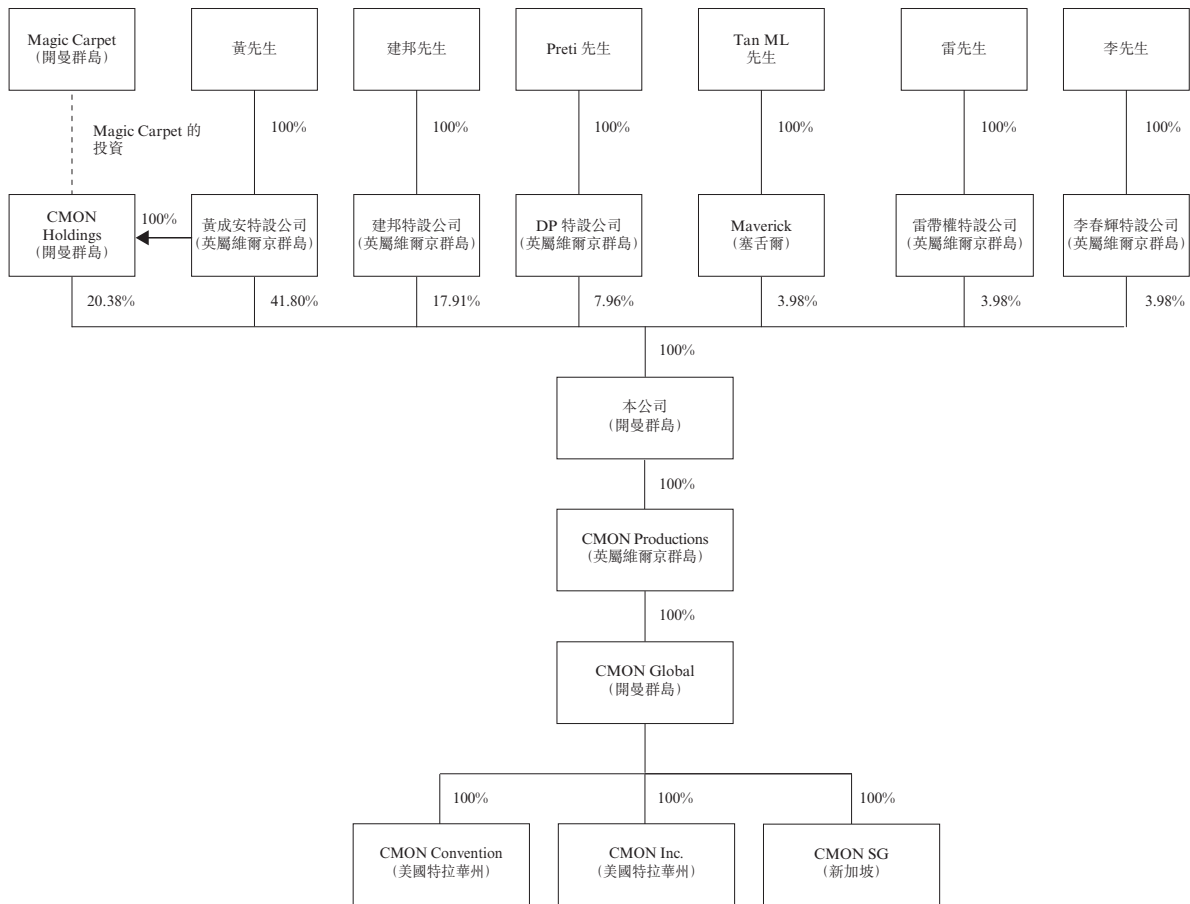 Magic Carpet
（開曼群島）
黃先生
建邦先生
Preti 先生
Tan ML
先生
雷先生
李先生
Magic Carpet 的
投資
100%
100%
100%
100%
100%
100%
CMON
Holdings
（開曼群島）
100%
黃成安特設公司
（英屬維爾京群島）
建邦特設公司
（英屬維爾京群島）
DP 特設公司
（英屬維爾京群島）
Maverick
（塞舌爾）
雷帶權特設公司
（英屬維爾京群島）
李春輝特設公司
（英屬維爾京群島）
20.38%
41.80%
17.91%
7.96%
3.98%
3.98%
3.98%
100%
本公司
（開曼群島）
100%
CMON Productions
（英屬維爾京群島）
100%
CMON Global
（開曼群島）
100%
100%
100%
CMON Convention
（美國特拉華州）
CMON Inc.
（美國特拉華州）
CMON SG
（新加坡）